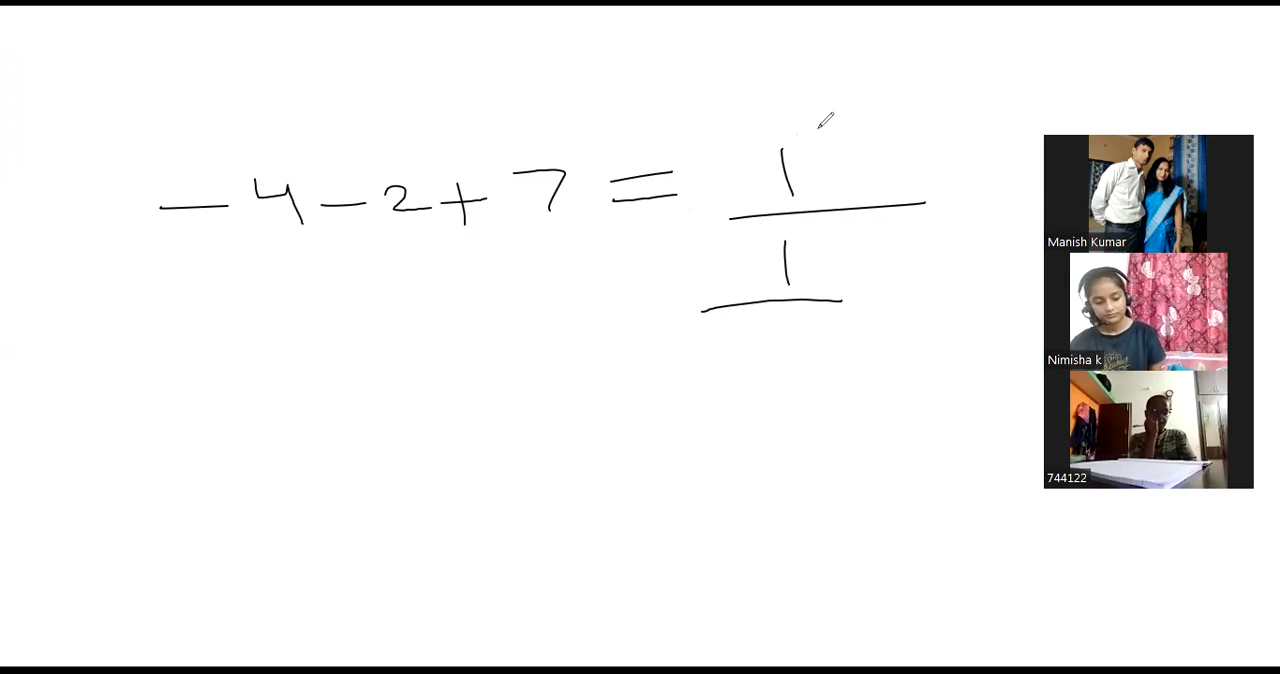 - 4 - 2 + 7 = 1
1
Manish Kumar
Nimisha k
744122